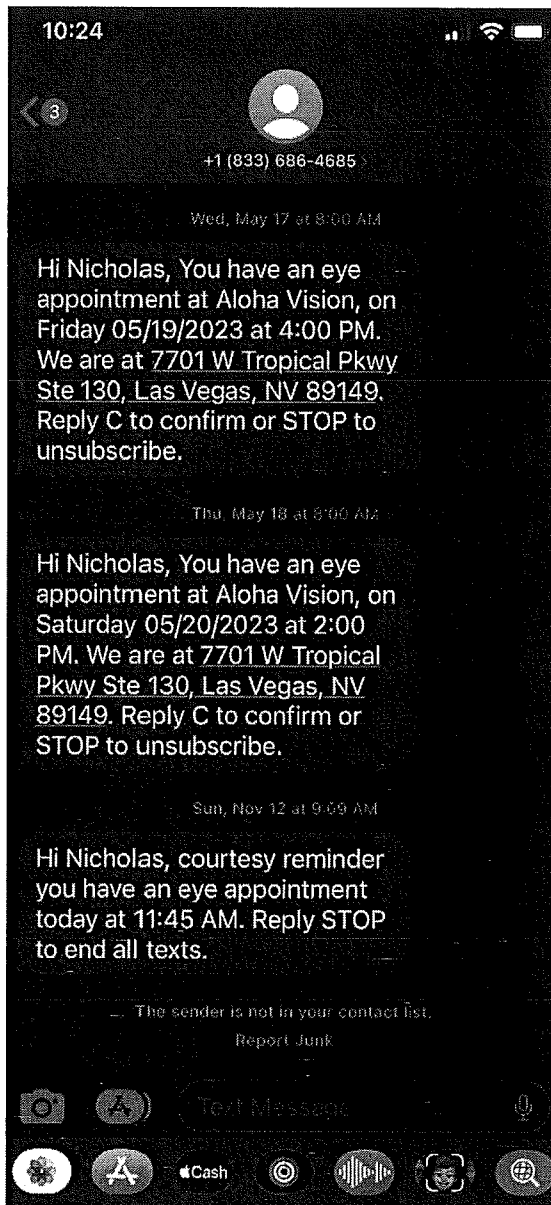 10:24
3
+1 (833) 686-4685
Wed, May 17 at 8:00 AM
Hi Nicholas, You have an eye
appointment at Aloha Vision, on
Friday 05/19/2023 at 4:00 PM.
We are at 7701 W Tropical Pkwy
Ste 130, Las Vegas, NV 89149.
Reply C to confirm or STOP to
unsubscribe.
Thu, May 18 at 8:00 AM
Hi Nicholas, You have an eye
appointment at Aloha Vision, on
Saturday 05/20/2023 at 2:00
PM. We are at 7701 W Tropical
Pkwy Ste 130, Las Vegas, NV
89149. Reply C to confirm or
STOP to unsubscribe.
Sun, Nov 12 at 9:09 AM
Hi Nicholas, courtesy reminder
you have an eye appointment
today at 11:45 AM. Reply STOP
to end all texts.
The sender is not in your contact list.
Report Junk
Text Message
Cash